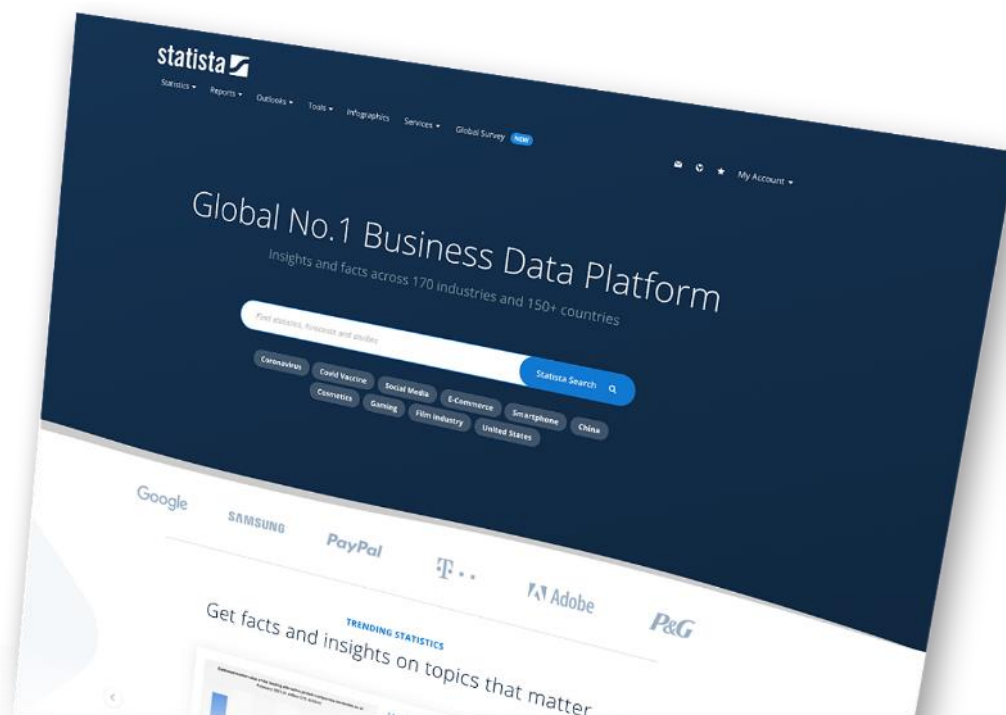 statista
Statistics Reports Outlooks Tools Infographics Services Global Survey NEW
My Account
Global No.1 Business Data Platform
Insights and facts across 170 industries and 150+ countries
Find statistics, forecasts and studies
Statista Search
Coronavirus Covid Vaccine Social Media E-Commerce Smartphone China
Cosmetics Gaming Film Industry United States
Google SAMSUNG PayPal T Adobe P&G
TRENDING STATISTICS
Get facts and insights on topics that matter